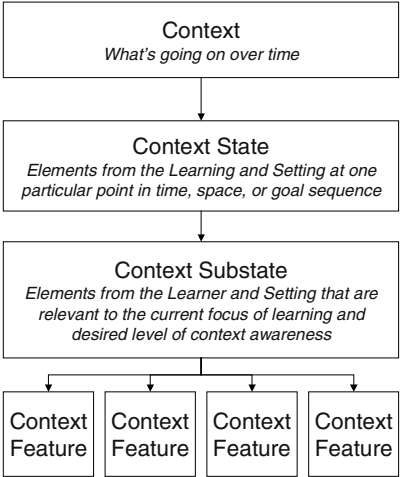 Context
What's going on over time
Context State
Elements from the Learning and Setting at one
particular point in time, space, or goal sequence
Context Substate
Elements from the Learner and Setting that are
relevant to the current focus of learning and
desired level of context awareness
Context Context Context Context
Feature Feature Feature Feature